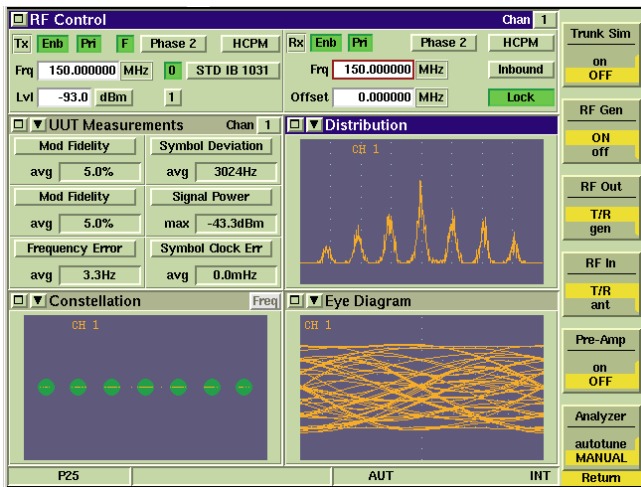 RF Control
Chan 1
Tx Enb Pri F Phase 2 HCPM
Frq 150.000000 MHz 0 STD IB 1031
Lvl -93.0 dBm 1
Rx Enb Pri Phase 2 HCPM
Frq 150.000000 MHz Inbound
Offset 0.000000 MHz Lock
UUT Measurements Chan 1
Mod Fidelity Symbol Deviation
avg 5.0% avg 3024Hz
Mod Fidelity Signal Power
avg 5.0% max -43.3dBm
Frequency Error Symbol Clock Err
avg 3.3Hz avg 0.0mHz
Distribution
CH 1
Constellation Freq
CH 1
Eye Diagram
CH 1
P25 AUT INT
Trunk Sim
on
OFF
RF Gen
ON
off
RF Out
T/R
gen
RF In
T/R
ant
Pre-Amp
on
OFF
Analyzer
autotune
MANUAL
Return